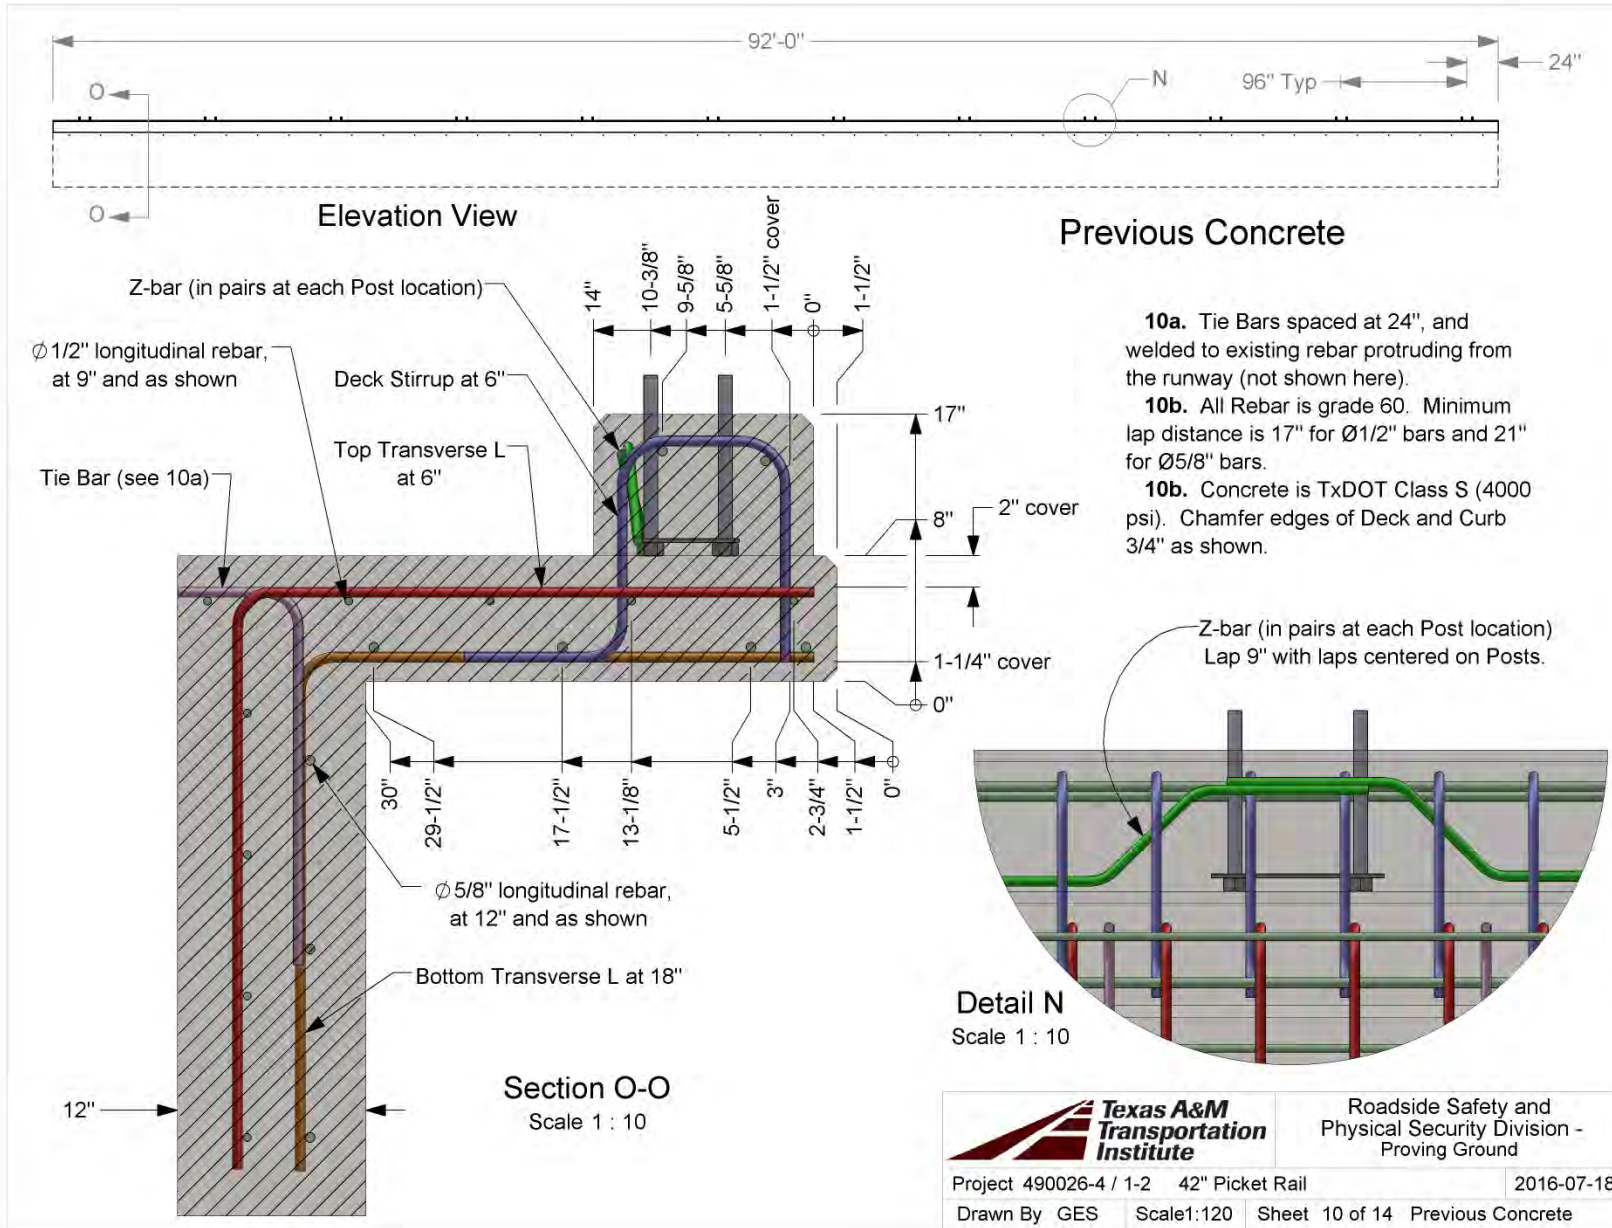 92'-0"
24"
96" Typ
N
O
O
Elevation View
Previous Concrete
Z-bar (in pairs at each Post location)
14"
10-3/8"
9-5/8"
5-5/8"
1-1/2" cover
0"
1-1/2"
Ø 1/2" longitudinal rebar,
at 9" and as shown
Deck Stirrup at 6"
Top Transverse L
at 6"
Tie Bar (see 10a)
17"
8"
2" cover
1-1/4" cover
0"
10a. Tie Bars spaced at 24", and
welded to existing rebar protruding from
the runway (not shown here).
10b. All Rebar is grade 60. Minimum
lap distance is 17" for Ø1/2" bars and 21"
for Ø5/8" bars.
10b. Concrete is TxDOT Class S (4000
psi). Chamfer edges of Deck and Curb
3/4" as shown.
Z-bar (in pairs at each Post location)
Lap 9" with laps centered on Posts.
30"
29-1/2"
17-1/2"
13-1/8"
5-1/2"
3"
2-3/4"
1-1/2"
0"
Ø 5/8" longitudinal rebar,
at 12" and as shown
Bottom Transverse L at 18"
12"
Section O-O
Scale 1 : 10
Detail N
Scale 1 : 10
Texas A&M
Transportation
Institute
Roadside Safety and
Physical Security Division -
Proving Ground
Project 490026-4 / 1-2 42" Picket Rail 2016-07-18
Drawn By GES Scale1:120 Sheet 10 of 14 Previous Concrete